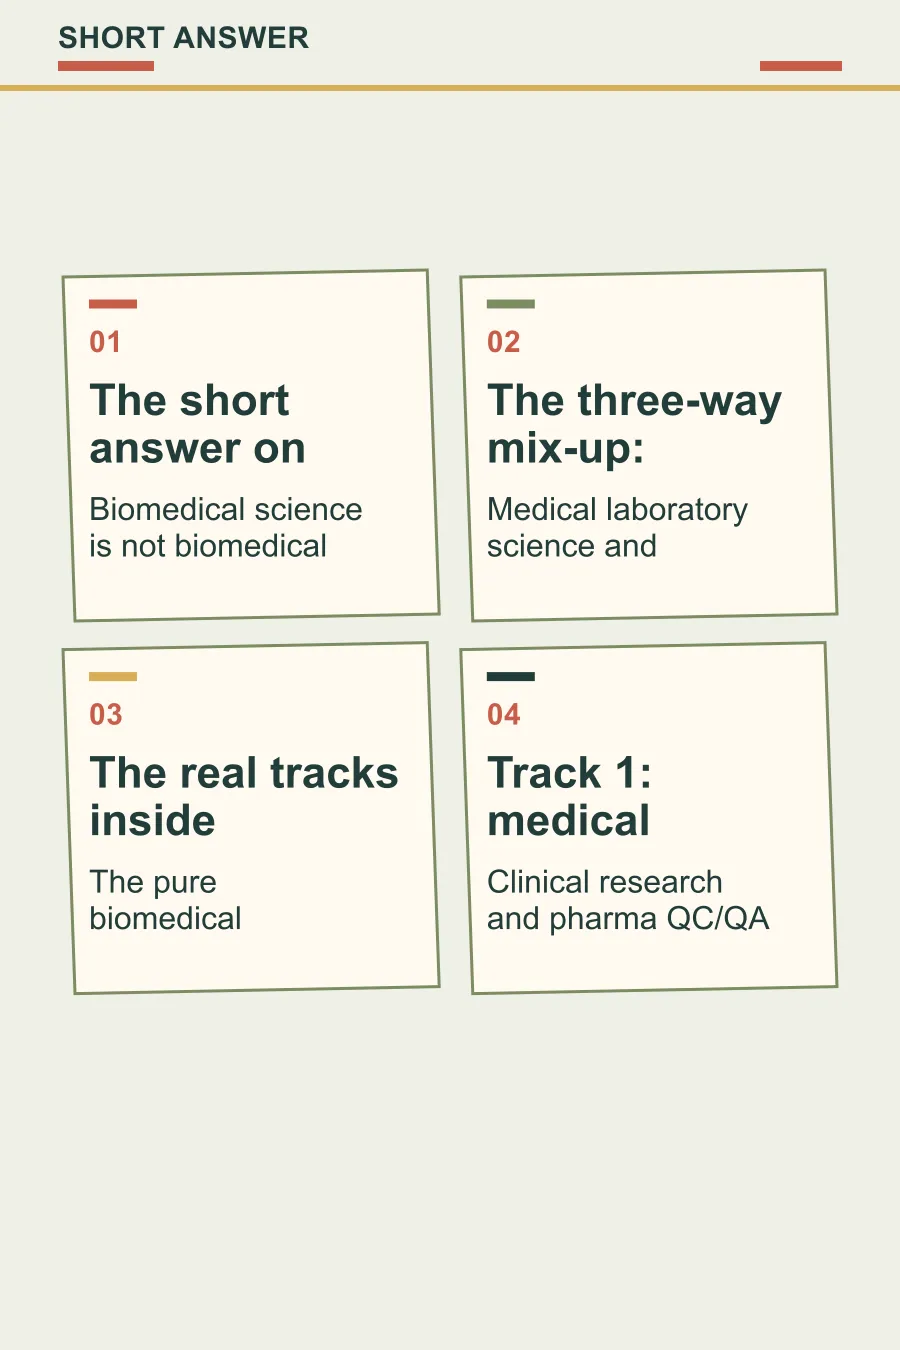 SHORT ANSWER
01
The short
answer on
Biomedical science
is not biomedical
02
The three-way
mix-up:
Medical laboratory
science and
03
The real tracks
inside
The pure
biomedical
04
Track 1:
medical
Clinical research
and pharma QC/QA